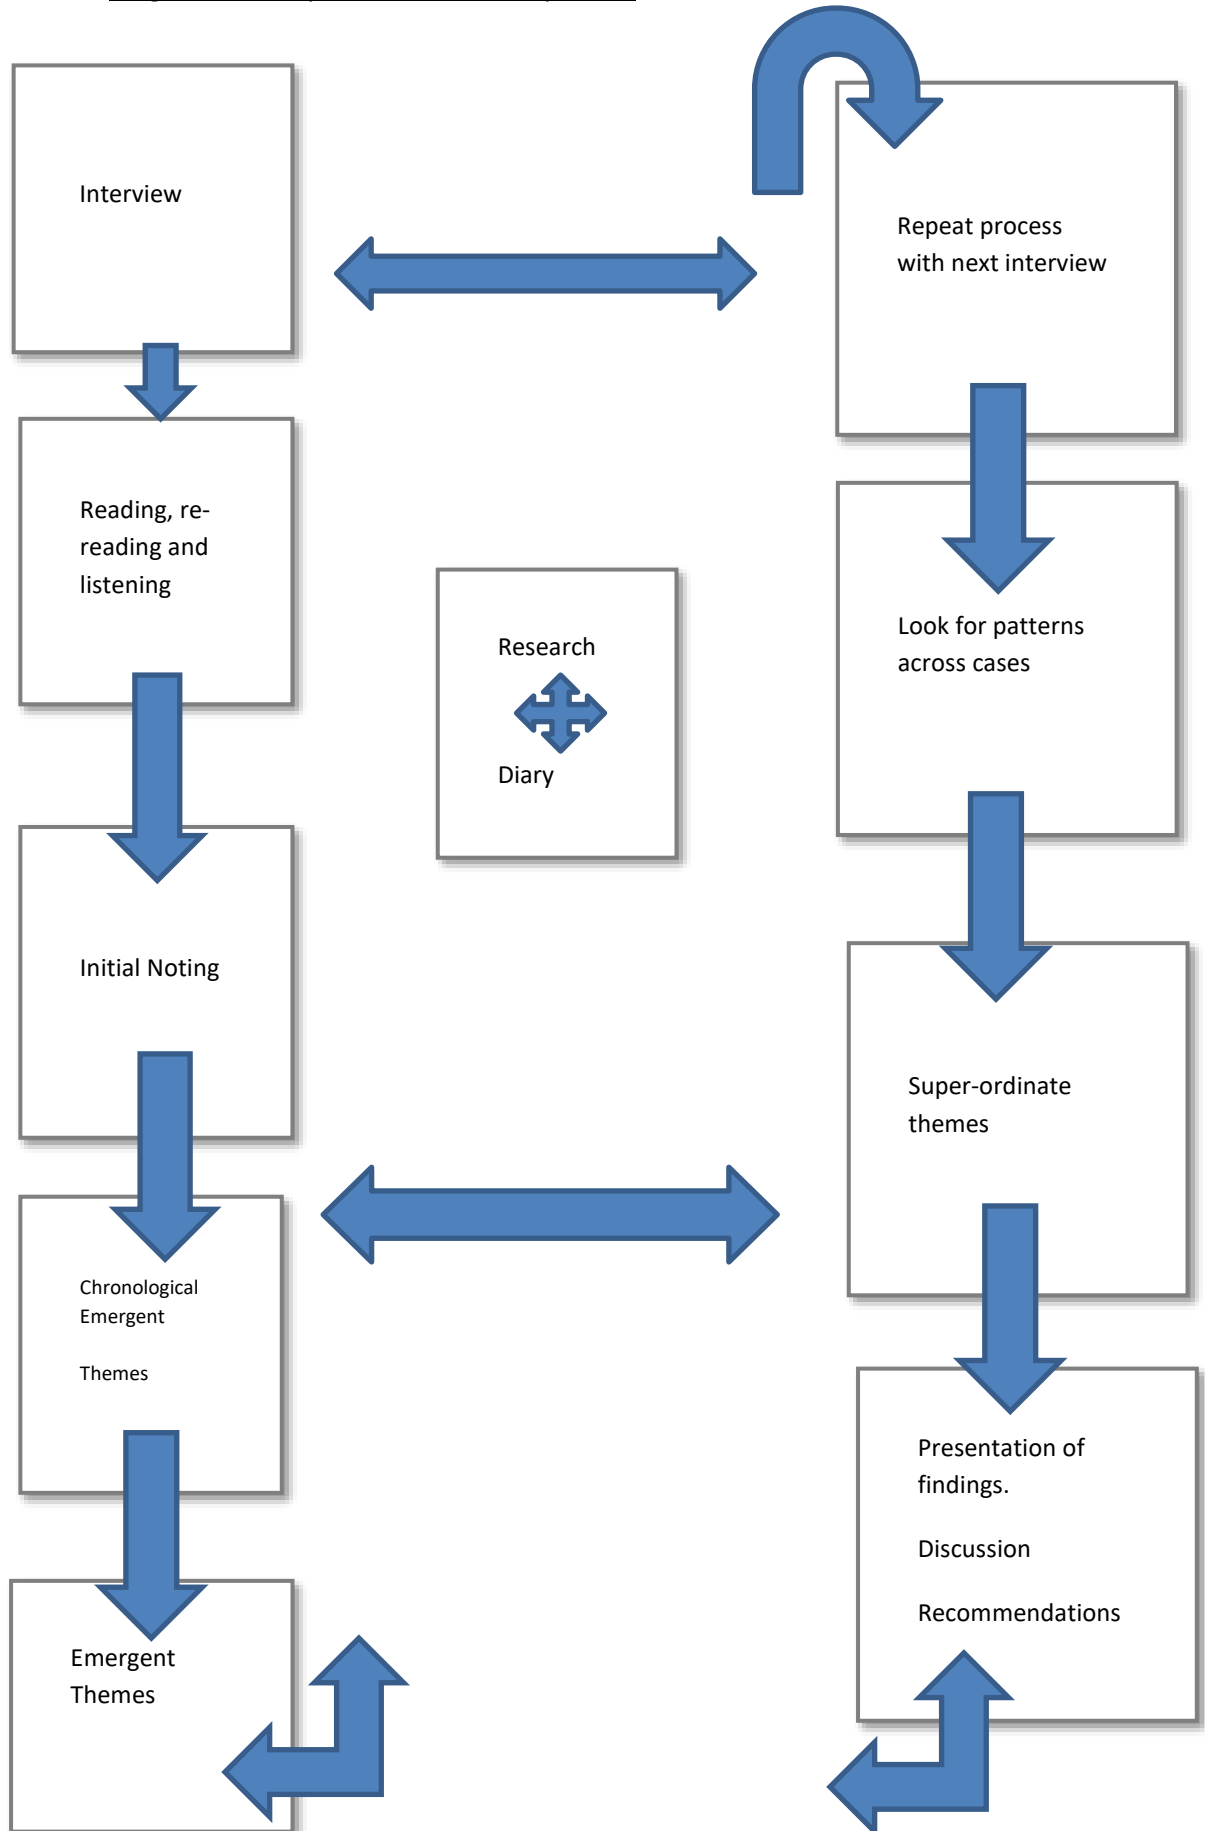 Interview
Reading, re-
reading and
listening
Initial Noting
Chronological
Emergent
Themes
Emergent
Themes
Research
Diary
Repeat process
with next interview
Look for patterns
across cases
Super-ordinate
themes
Presentation of
findings.
Discussion
Recommendations